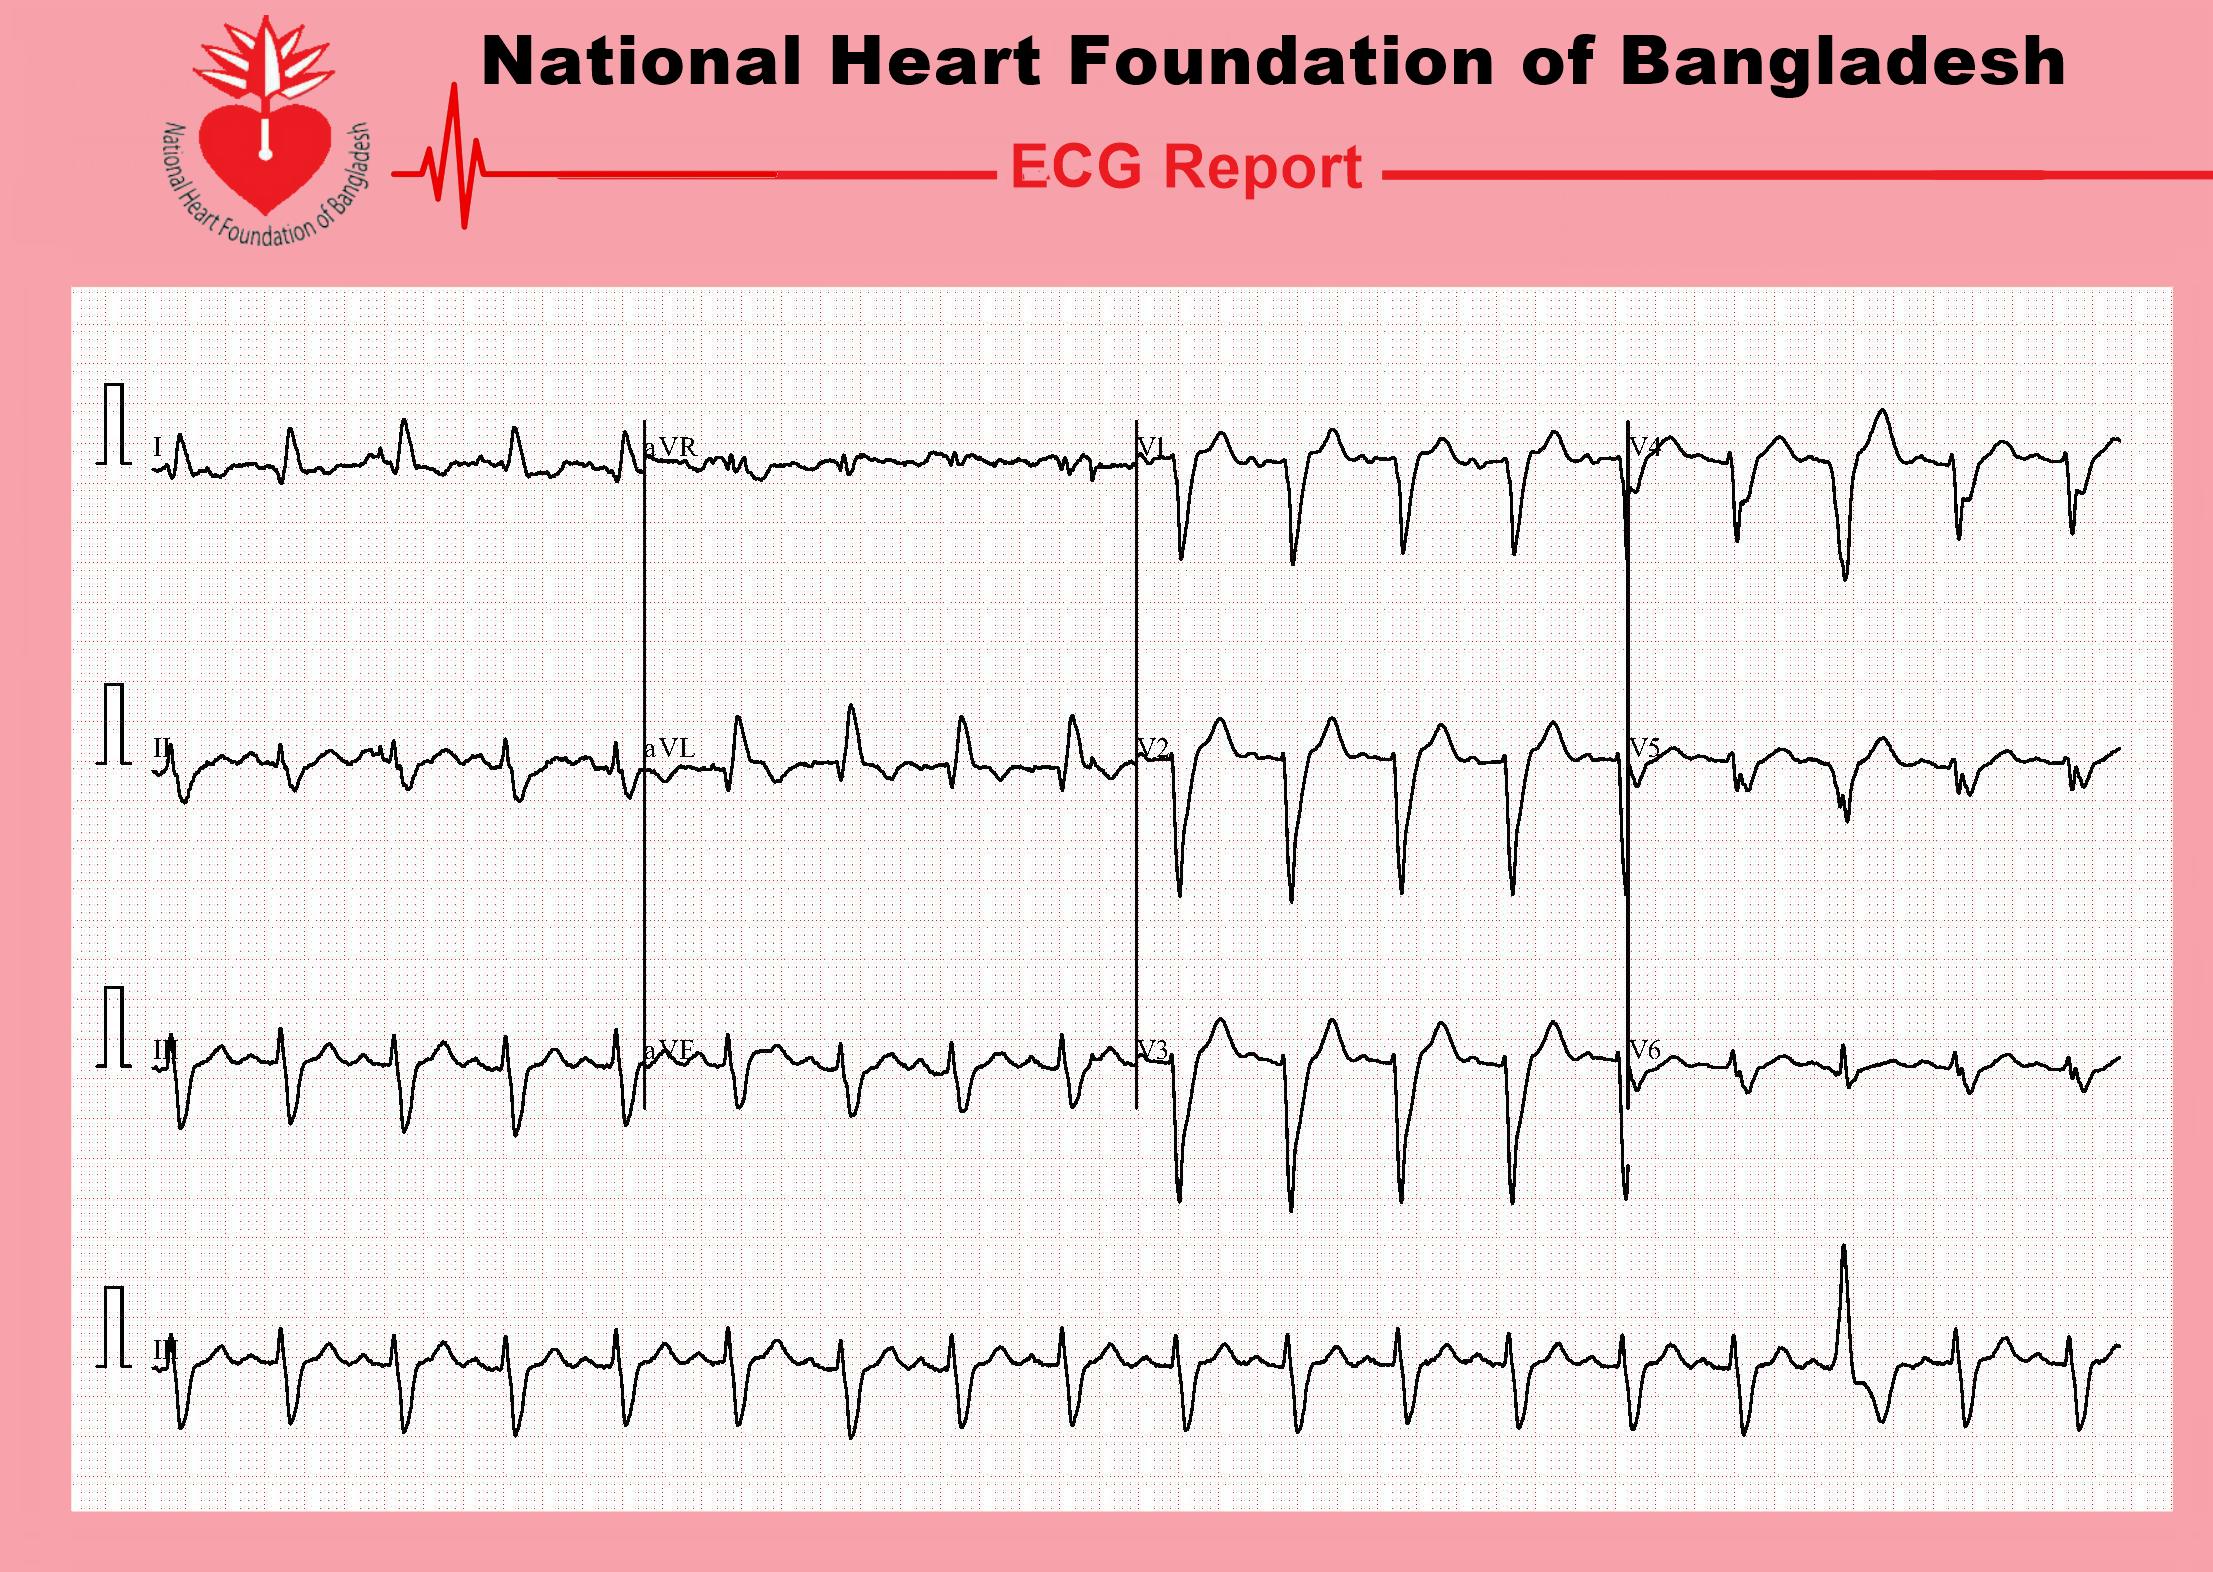 National Heart Foundation of Bangladesh
National Heart Foundation of Bangladesh
ECG Report
I
aVR
V1
V4
II
aVL
V2
V5
III
aVF
V3
V6